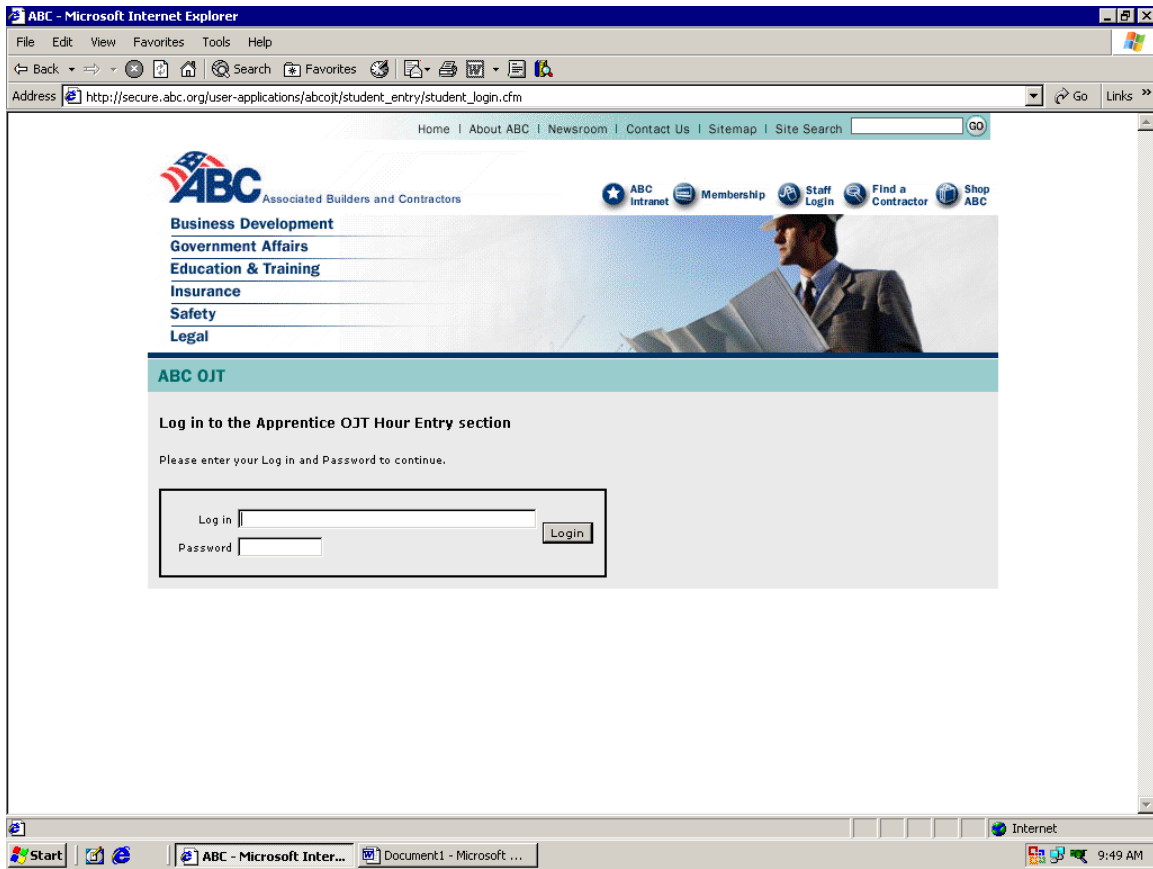 ABC - Microsoft Internet Explorer
File Edit View Favorites Tools Help
Back Search Favorites
Address http://secure.abc.org/user-applications/abcojt/student_entry/student_login.cfm Go Links »
Home | About ABC | Newsroom | Contact Us | Sitemap | Site Search GO
ABC Associated Builders and Contractors
ABC Intranet Membership Staff Login Find a Contractor Shop ABC
Business Development
Government Affairs
Education & Training
Insurance
Safety
Legal
ABC OJT
Log in to the Apprentice OJT Hour Entry section
Please enter your Log in and Password to continue.
Log in
Login
Password
Internet
Start ABC - Microsoft Inter... Document1 - Microsoft ... 9:49 AM